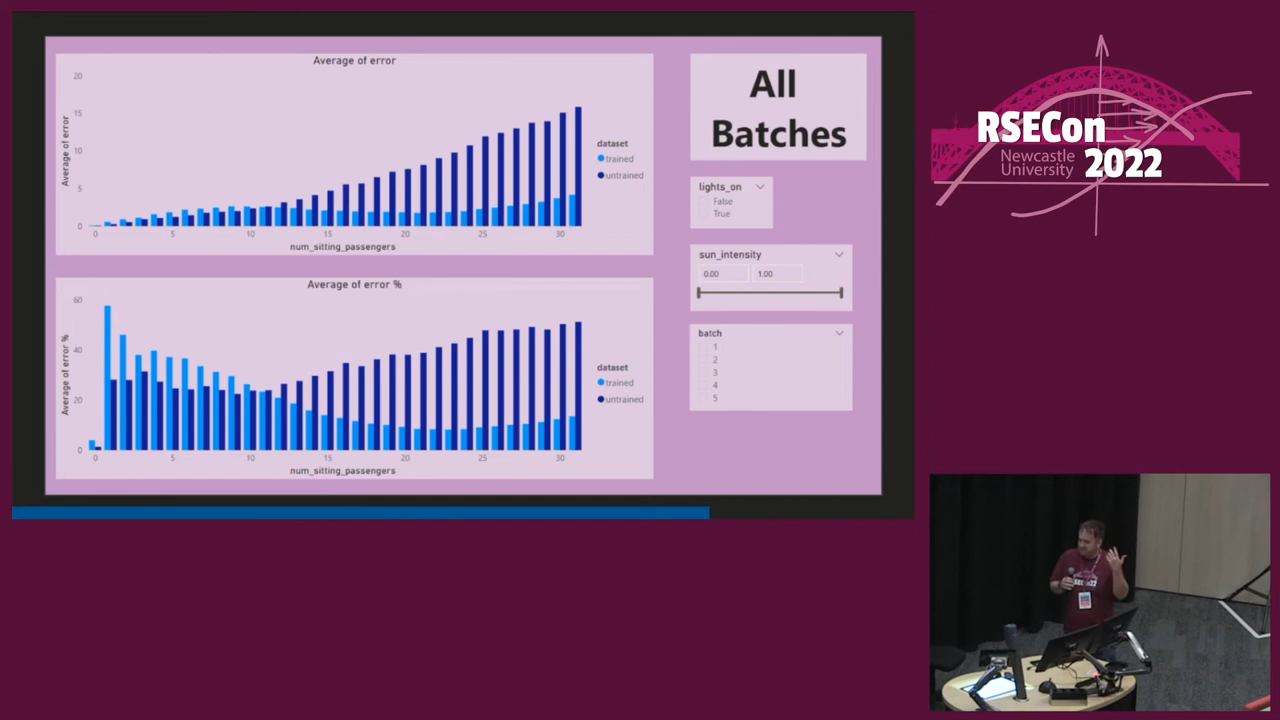 Average of error
20
15
10
5
0
Average of error
0
5
10
15
20
25
30
num_sitting_passengers
dataset
trained
untrained
Average of error %
60
40
20
0
Average of error %
0
5
10
15
20
25
30
num_sitting_passengers
dataset
trained
untrained
All
Batches
lights_on
False
True
sun_intensity
0.00
1.00
batch
1
2
3
4
5
RSECon
Newcastle
University
2022
SECon22